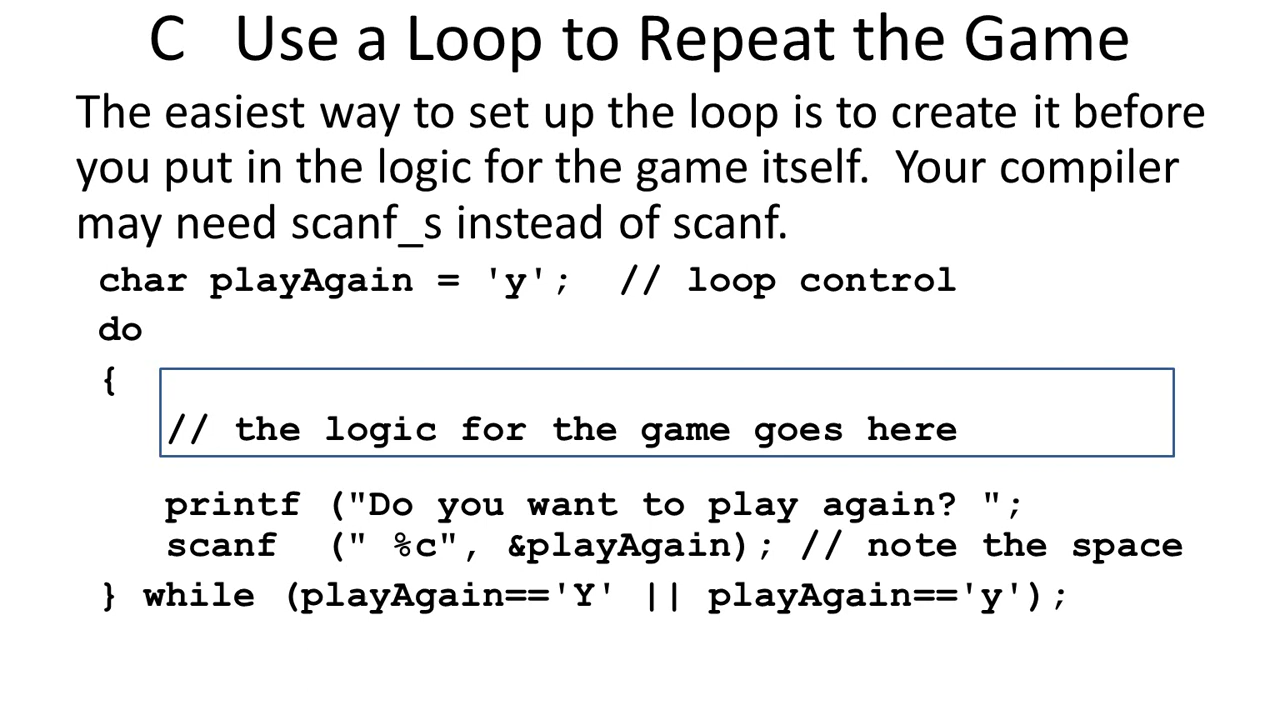 C   Use a Loop to Repeat the Game
The easiest way to set up the loop is to create it before
you put in the logic for the game itself.  Your compiler
may need scanf_s instead of scanf.
char playAgain = 'y';  // loop control
do
{
// the logic for the game goes here
printf ("Do you want to play again? ";
scanf  (" %c", &playAgain); // note the space
} while (playAgain=='Y' || playAgain=='y');